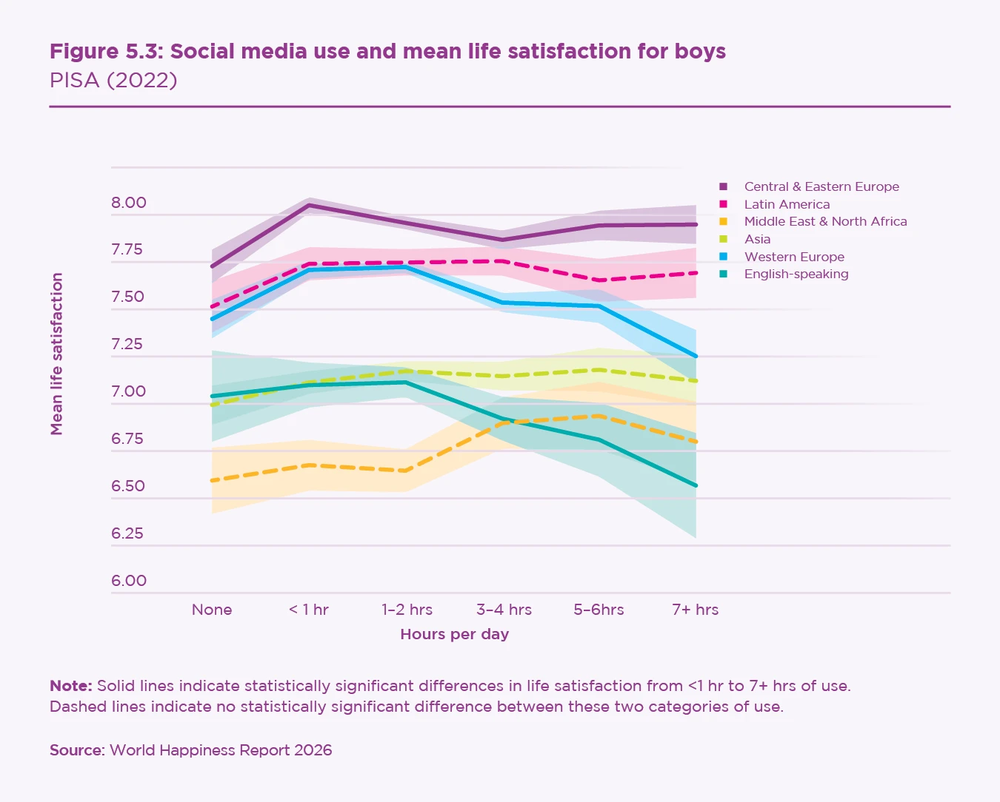 Figure 5.3: Social media use and mean life satisfaction for boys
PISA (2022)
Mean life satisfaction
8.00
7.75
7.50
7.25
7.00
6.75
6.50
6.25
6.00
Central & Eastern Europe
Latin America
Middle East & North Africa
Asia
Western Europe
English-speaking
None
< 1 hr
1–2 hrs
3–4 hrs
5–6hrs
7+ hrs
Hours per day
Note: Solid lines indicate statistically significant differences in life satisfaction from <1 hr to 7+ hrs of use.
Dashed lines indicate no statistically significant difference between these two categories of use.
Source: World Happiness Report 2026